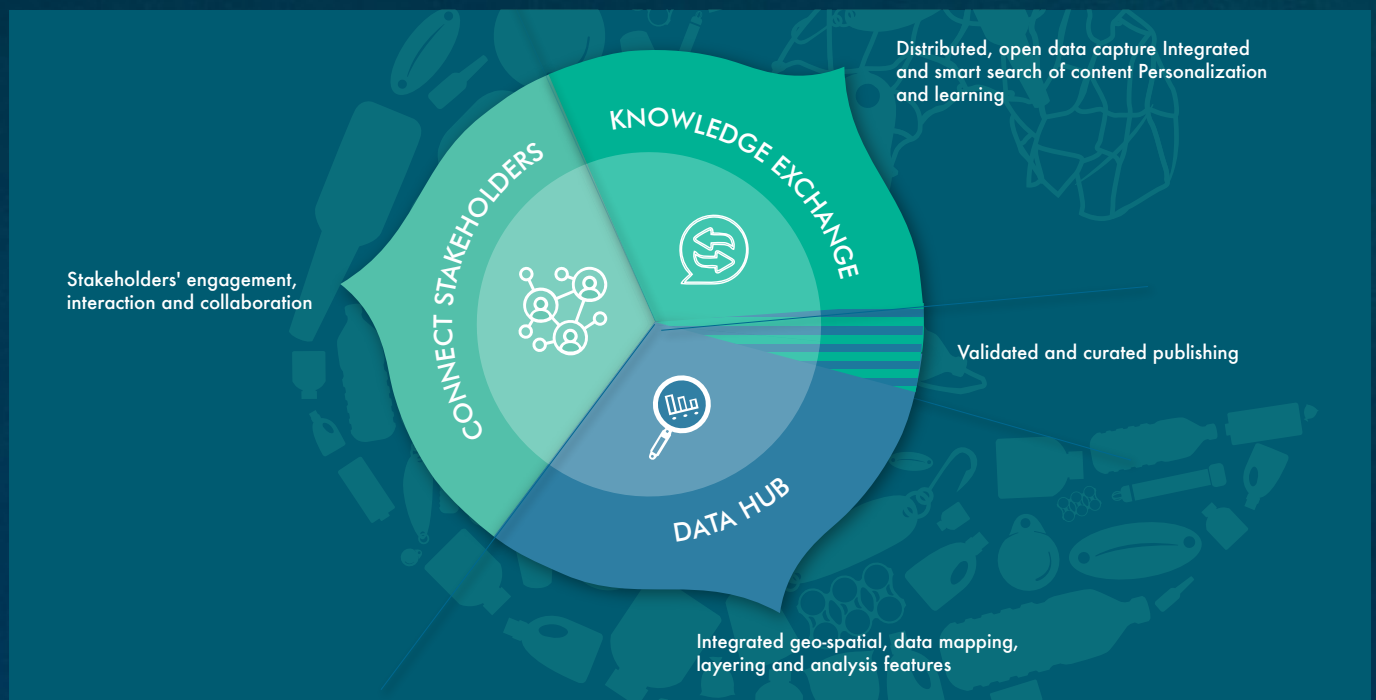 Distributed, open data capture Integrated
and smart search of content Personalization
and learning
KNOWLEDGE EXCHANGE
CONNECT STAKEHOLDERS
Stakeholders' engagement,
interaction and collaboration
Validated and curated publishing
DATA HUB
Integrated geo-spatial, data mapping,
layering and analysis features